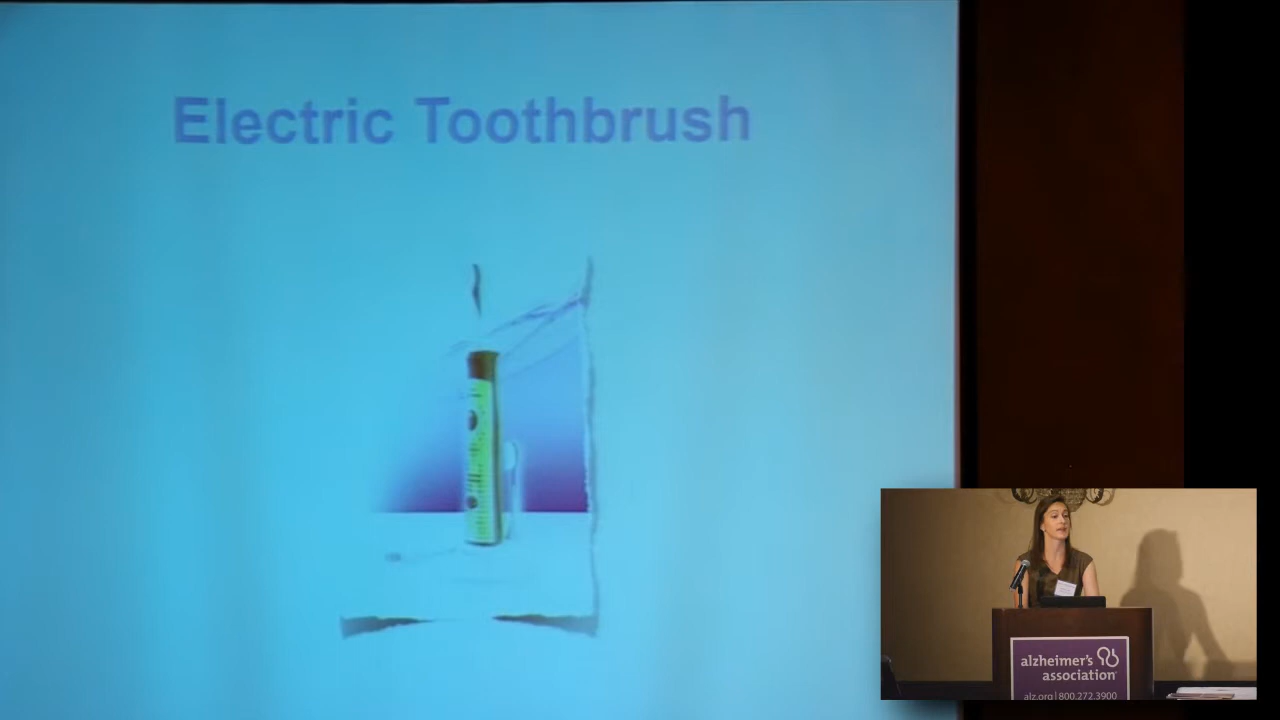 Electric Toothbrush
alzheimer's
association
alz.org | 800.272.3900